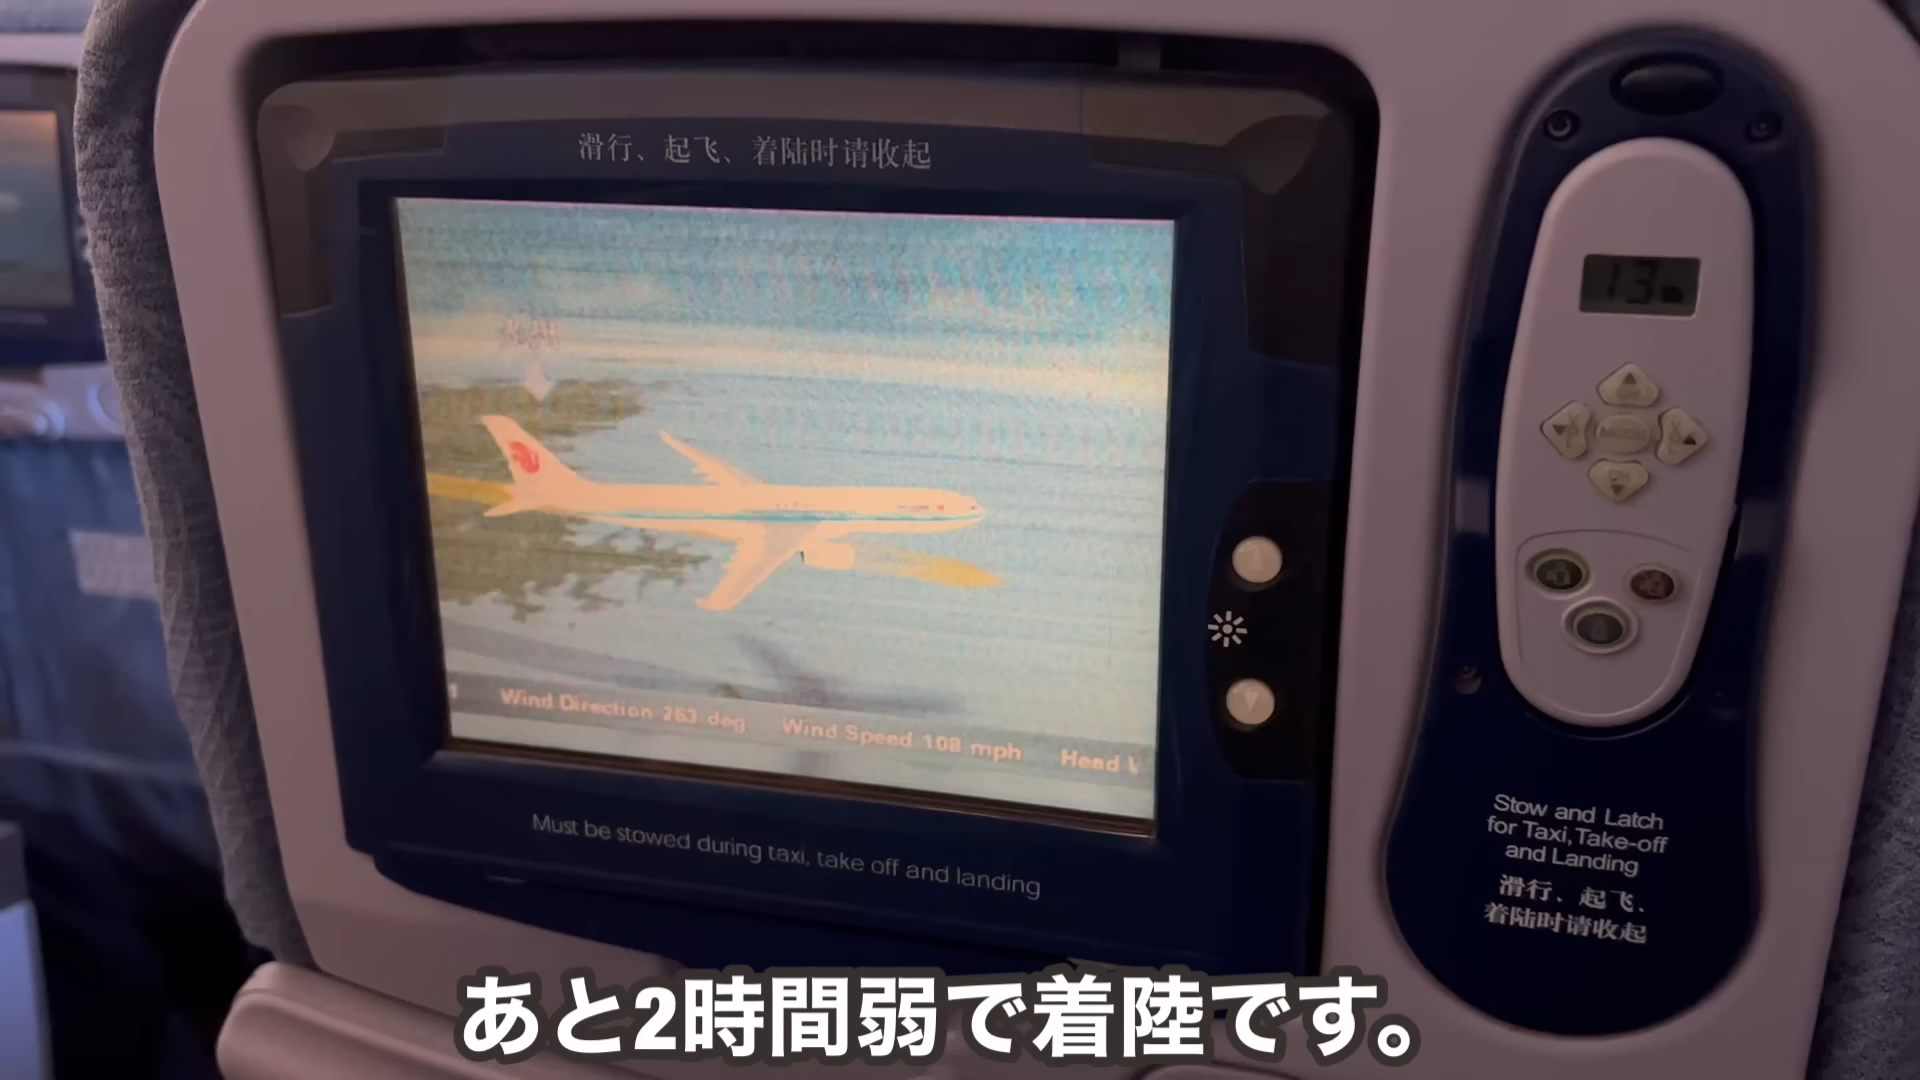 滑行、起飞、着陆时请收起
13
Wind Direction 263 deg Wind Speed 108 mph Head
Must be stowed during taxi, take off and landing
Stow and Latch
for Taxi, Take-off
and Landing
滑行、起飞、
着陆时请收起
あと2時間弱で着陸です。